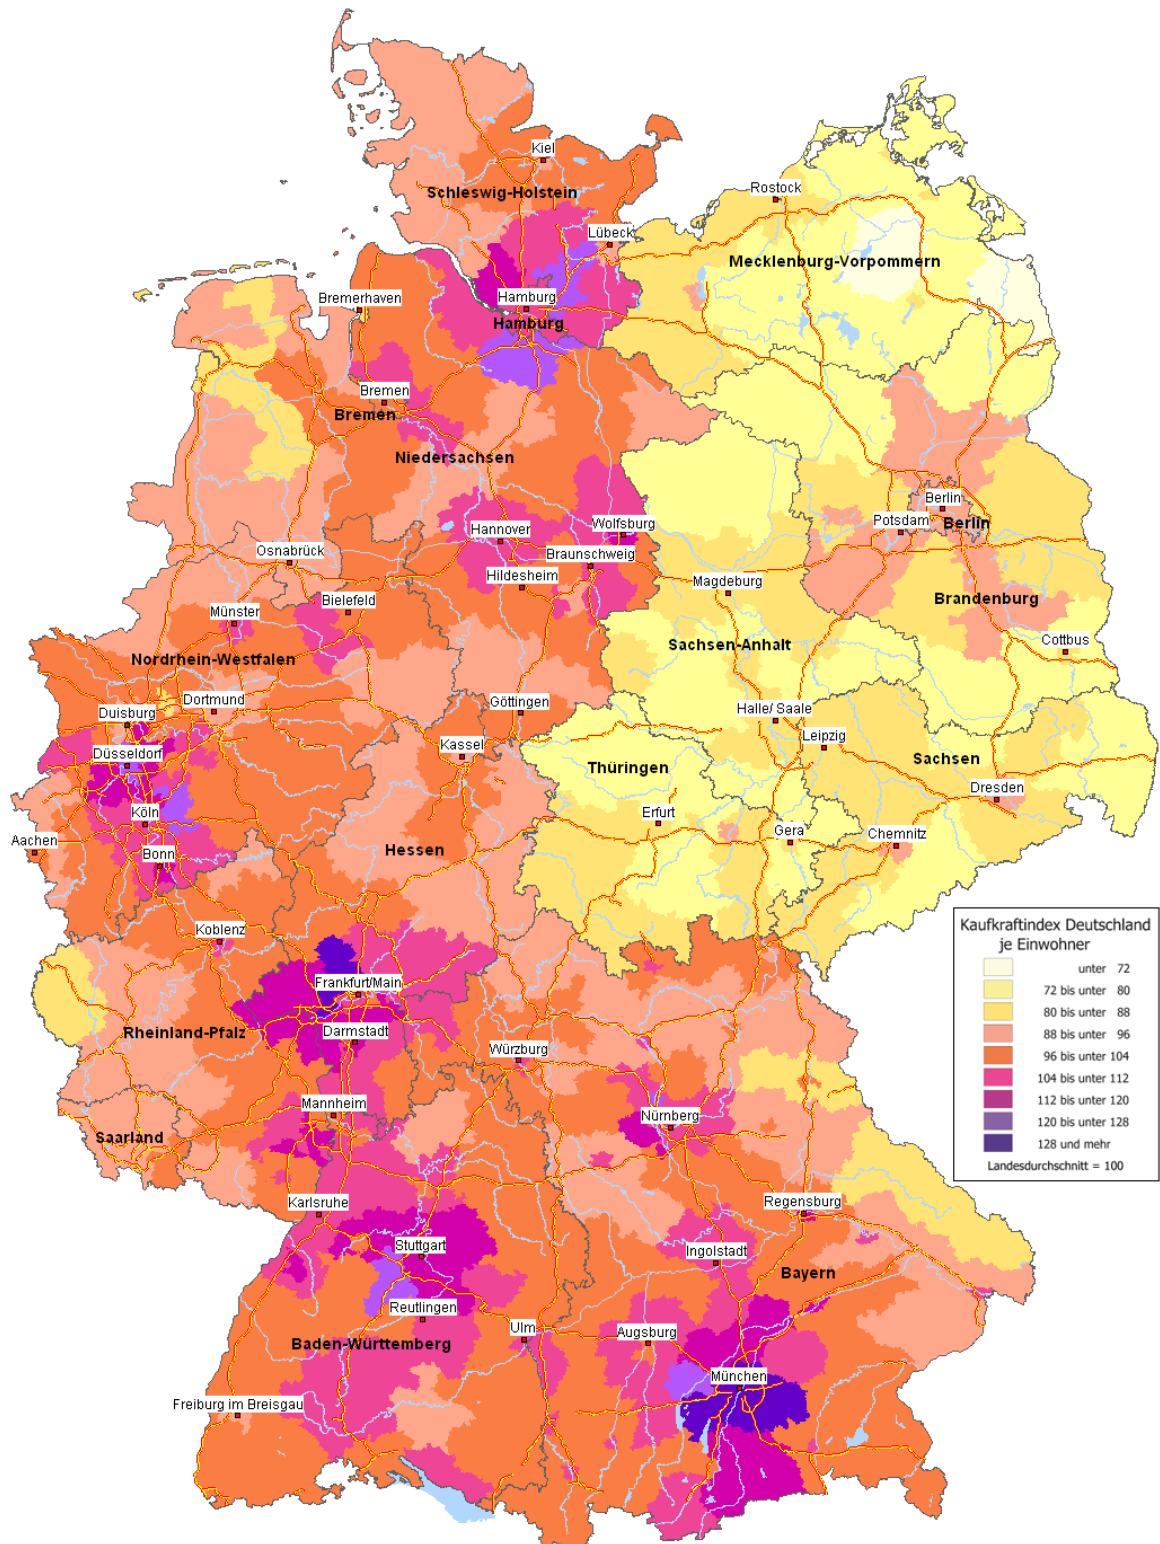 Kiel
Schleswig-Holstein
Rostock
Lübeck
Mecklenburg-Vorpommern
Bremerhaven
Hamburg
Hamburg
Bremen
Bremen
Niedersachsen
Berlin
Potsdam
Berlin
Hannover
Wolfsburg
Osnabrück
Braunschweig
Hildesheim
Magdeburg
Bielefeld
Münster
Brandenburg
Cottbus
Sachsen-Anhalt
Nordrhein-Westfalen
Dortmund
Göttingen
Halle/ Saale
Duisburg
Leipzig
Düsseldorf
Kassel
Thüringen
Sachsen
Dresden
Köln
Erfurt
Gera
Chemnitz
Aachen
Bonn
Hessen
Koblenz
Kaufkraftindex Deutschland
je Einwohner
unter 72
72 bis unter 80
80 bis unter 88
88 bis unter 96
96 bis unter 104
104 bis unter 112
112 bis unter 120
120 bis unter 128
128 und mehr
Landesdurchschnitt = 100
Frankfurt/Main
Rheinland-Pfalz
Darmstadt
Würzburg
Mannheim
Nürnberg
Saarland
Karlsruhe
Regensburg
Stuttgart
Ingolstadt
Bayern
Reutlingen
Ulm
Augsburg
Baden-Württemberg
München
Freiburg im Breisgau